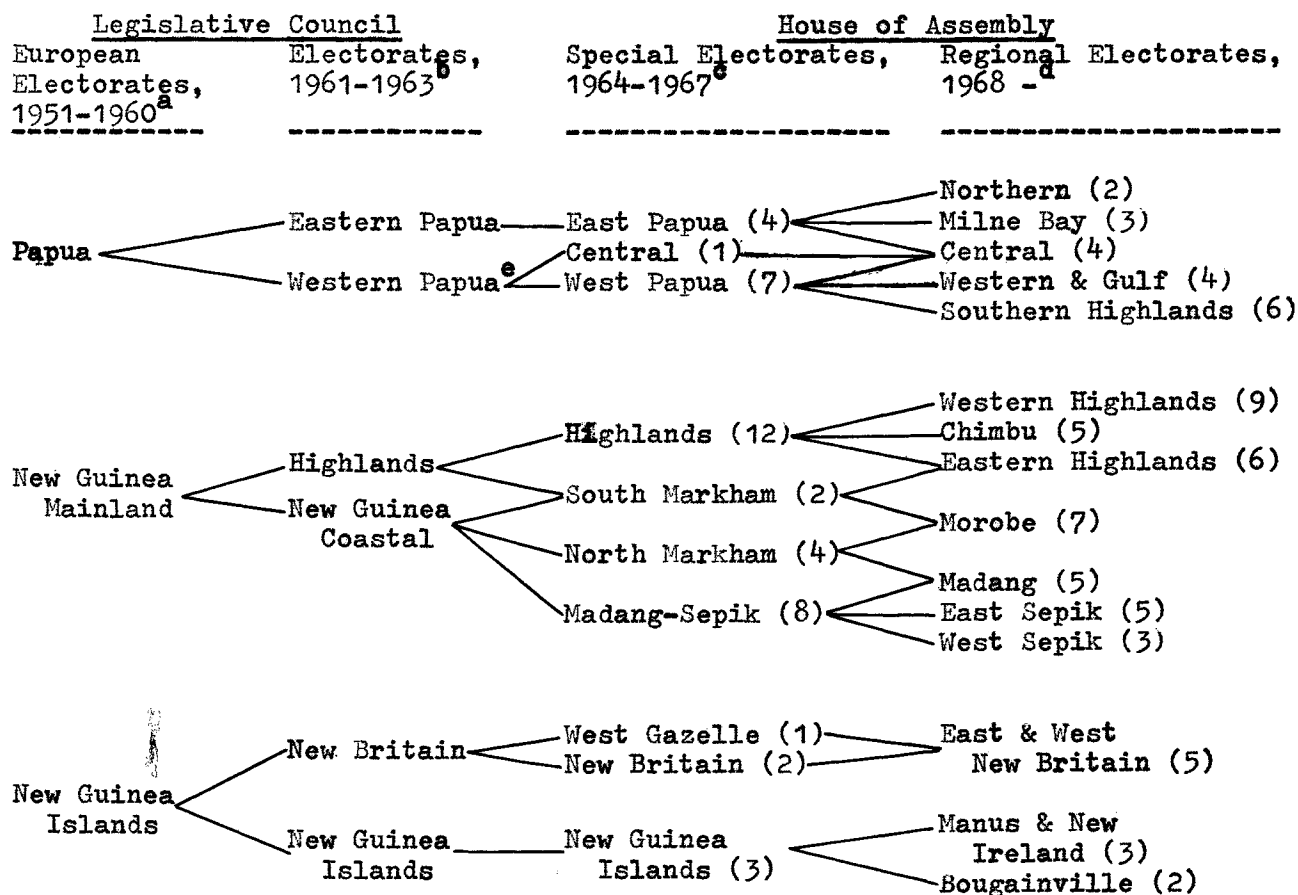 Legislative Council House of Assembly
European Electorates, Special Electorates, Regional Electorates,
Electorates, 1961-1963b 1964-1967c 1968 -d
1951-1960a
Northern (2)
Eastern Papua East Papua (4) Milne Bay (3)
Papua Central (1) Central (4)
Western Papuae West Papua (7) Western & Gulf (4)
Southern Highlands (6)
Western Highlands (9)
Highlands (12) Chimbu (5)
Highlands Eastern Highlands (6)
New Guinea South Markham (2)
Mainland New Guinea Morobe (7)
Coastal North Markham (4)
Madang (5)
Madang-Sepik (8) East Sepik (5)
West Sepik (3)
West Gazelle (1) East & West
New Britain New Britain (2) New Britain (5)
New Guinea
Islands Manus & New
New Guinea New Guinea Ireland (3)
Islands Islands (3) Bougainville (2)